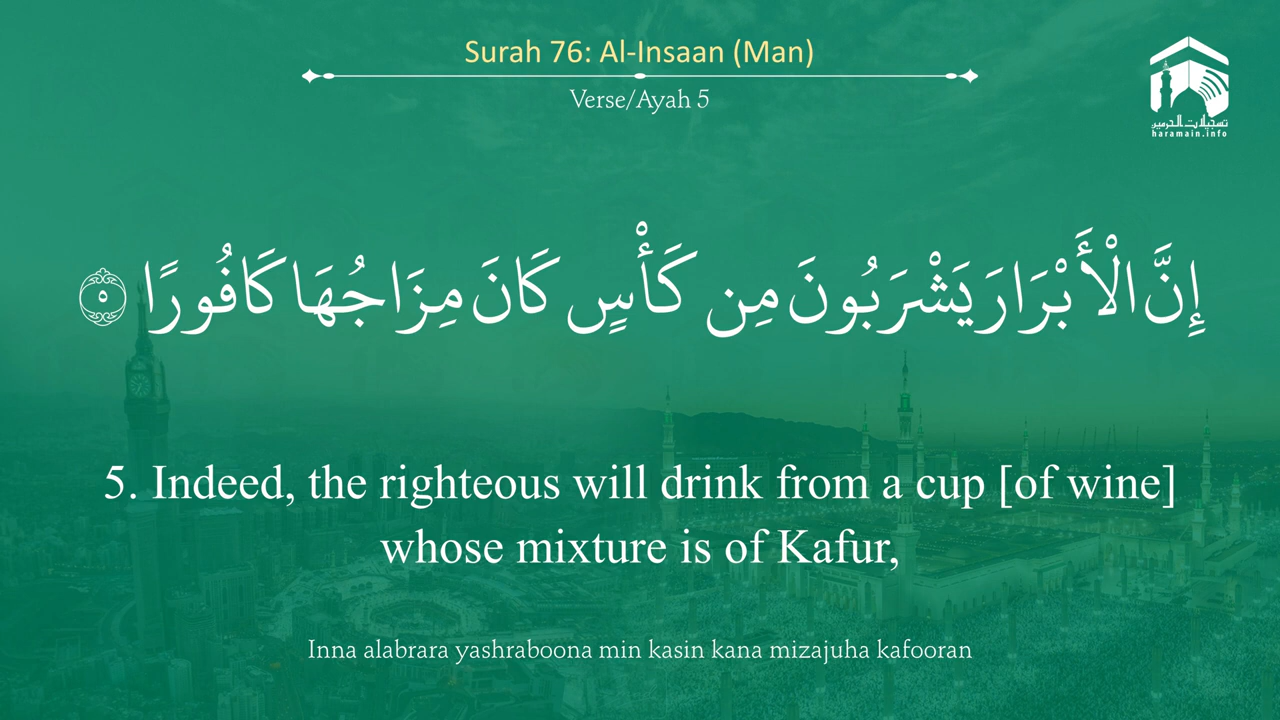 Surah 76: Al-Insaan (Man)
Verse/Ayah 5
تسجيلات الحرمين
haramain.info
إِنَّ الْأَبْرَارَ يَشْرَبُونَ مِن كَأْسٍ كَانَ مِزَاجُهَا كَافُورًا ٥
5. Indeed, the righteous will drink from a cup [of wine]
whose mixture is of Kafur,
Inna alabrara yashraboona min kasin kana mizajuha kafooran